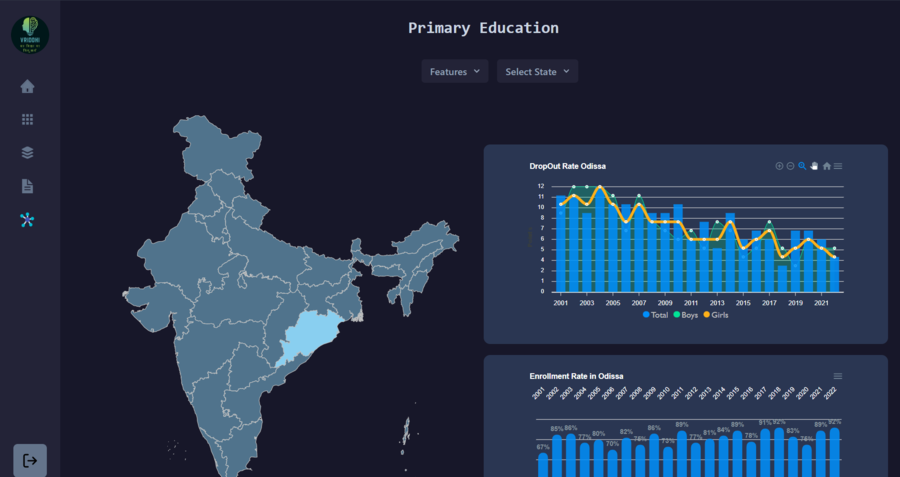 VRIDDHI
Primary Education
Features
Select State
DropOut Rate Odissa
12
11
10
8
7
6
5
4
2
1
0
2001 2003 2005 2007 2009 2011 2013 2015 2017 2019 2021
Total Boys Girls
Enrollment Rate in Odissa
2001 2002 2003 2004 2005 2006 2007 2008 2009 2010 2011 2012 2013 2014 2015 2016 2017 2018 2019 2020 2021 2022
67% 88% 86% 77% 80% 70% 82% 76% 86% 73% 89% 77% 81% 84% 89% 78% 91% 92% 83% 76% 89% 92%